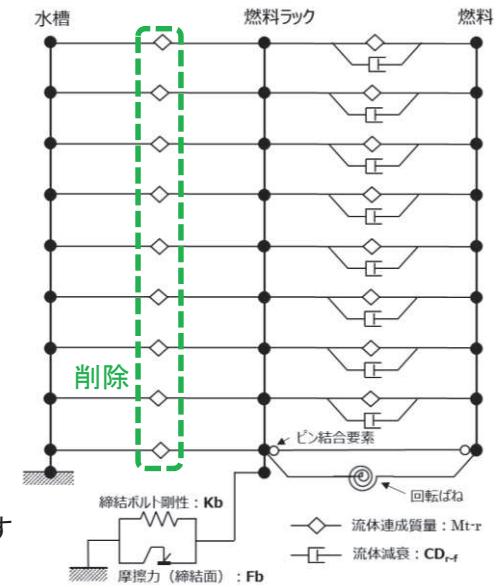 水槽
燃料ラック
燃料
削除
ピン結合要素
回転ばね
締結ボルト剛性：Kb
す
流体連成質量：Mt-r
流体減衰：CDr-f
摩擦力（締結面）：Fb